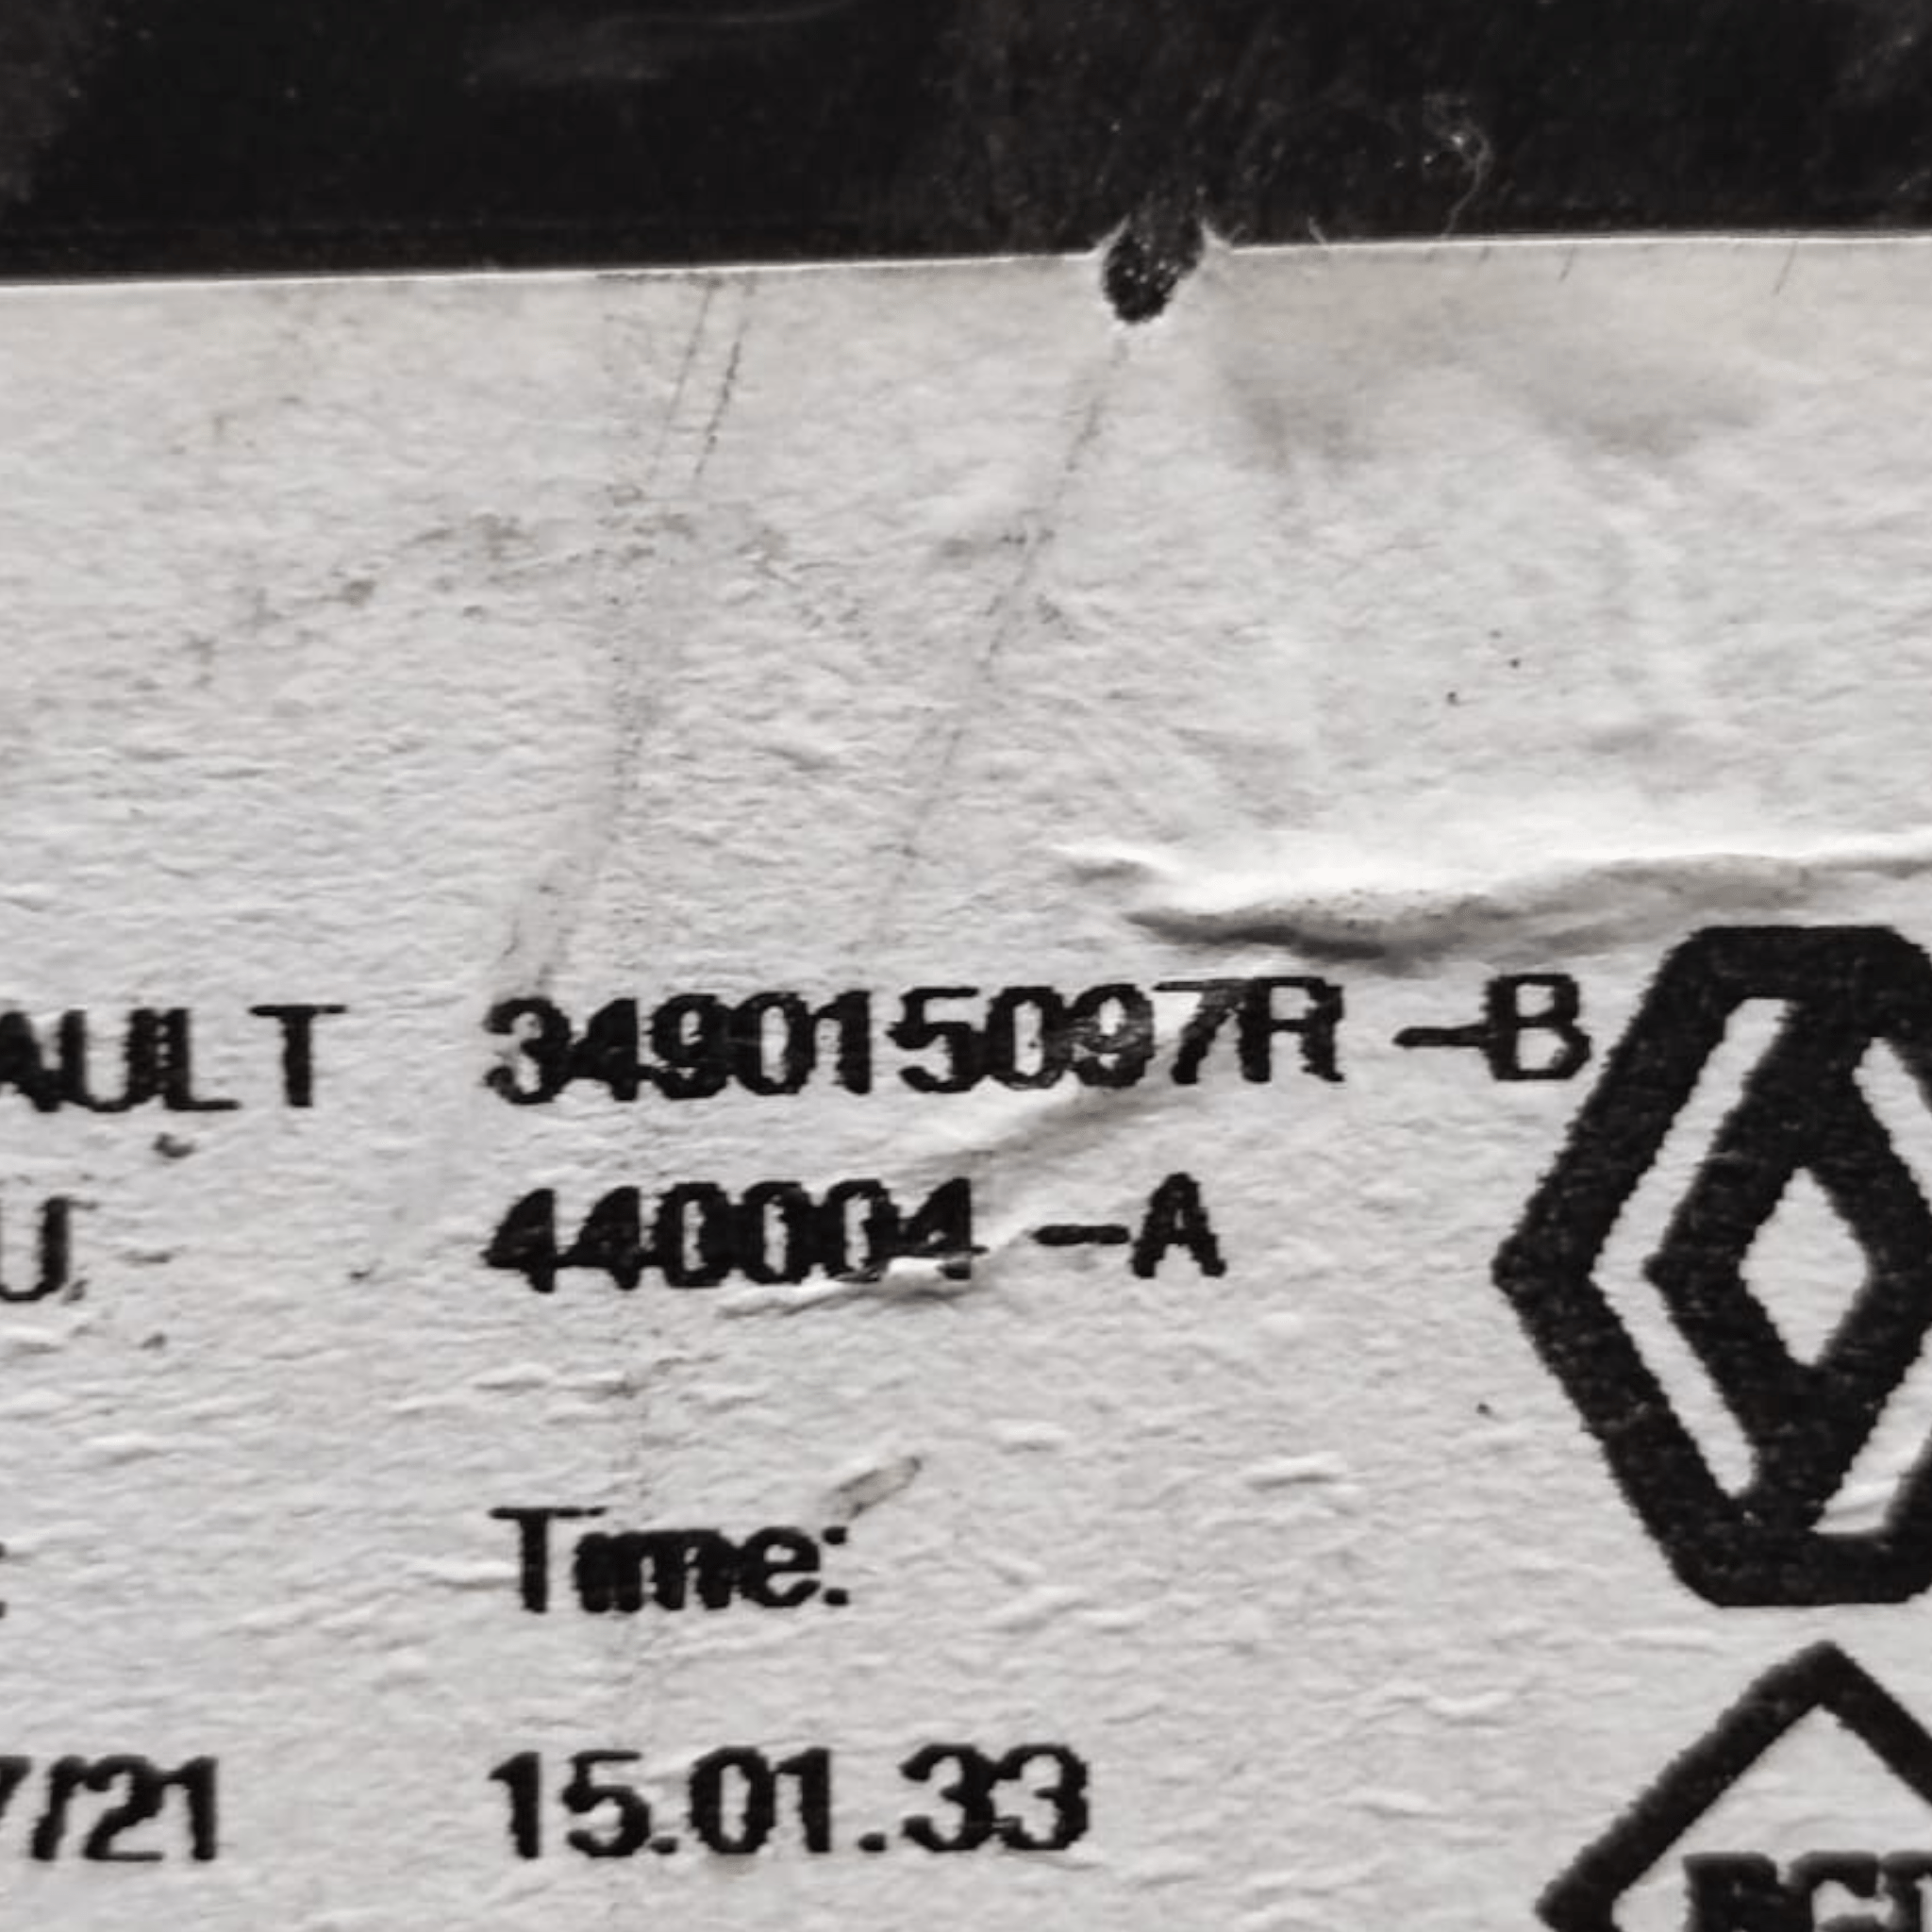 AULT 349015097R -B
U 440004 -A
: Time:
7/21 15.01.33